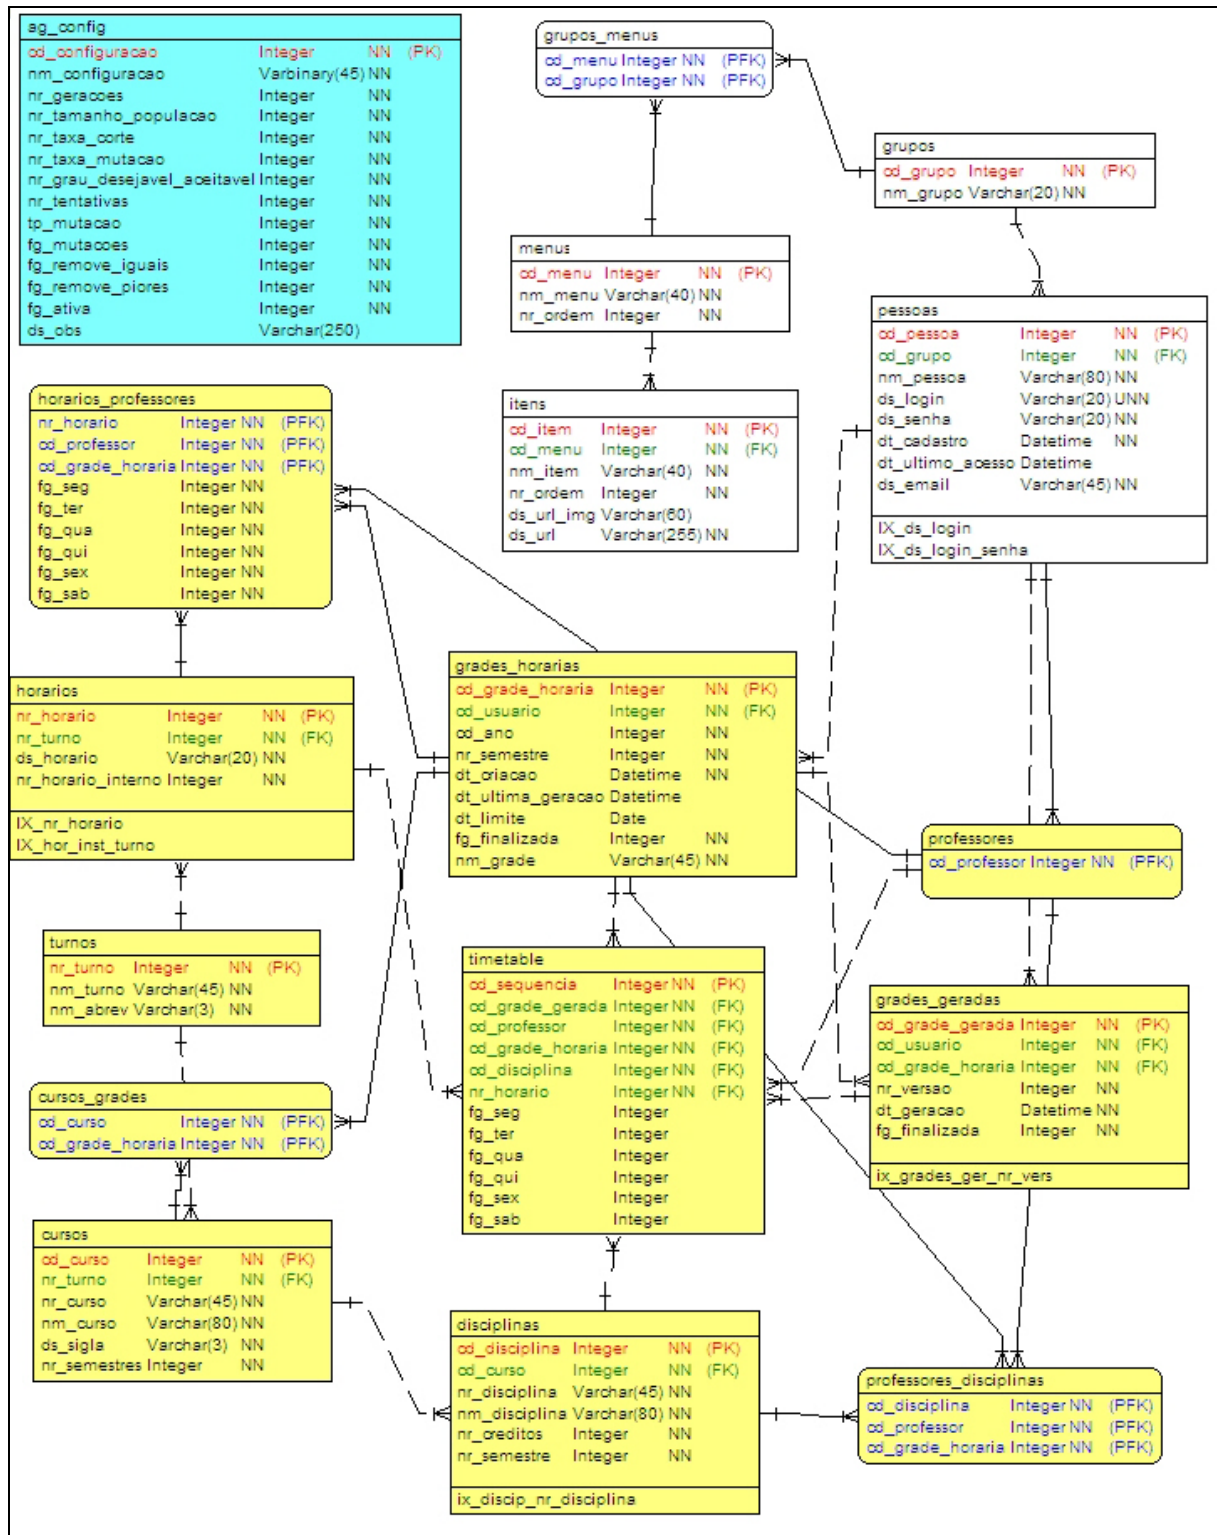 ag_config
cd_configuracao Integer NN (PK)
nm_configuracao Varbinary(45) NN
nr_geracoes Integer NN
nr_tamanho_populacao Integer NN
nr_taxa_corte Integer NN
nr_taxa_mutacao Integer NN
nr_grau_desejavel_aceitavel Integer NN
nr_tentativas Integer NN
tp_mutacao Integer NN
fg_mutacoes Integer NN
fg_remove_iguais Integer NN
fg_remove_piores Integer NN
fg_ativa Integer NN
ds_obs Varchar(250)
grupos_menus
cd_menu Integer NN (PFK)
cd_grupo Integer NN (PFK)
grupos
cd_grupo Integer NN (PK)
nm_grupo Varchar(20) NN
menus
cd_menu Integer NN (PK)
nm_menu Varchar(40) NN
nr_ordem Integer NN
pessoas
cd_pessoa Integer NN (PK)
cd_grupo Integer NN (FK)
nm_pessoa Varchar(80) NN
ds_login Varchar(20) UNN
ds_senha Varchar(20) NN
dt_cadastro Datetime NN
dt_ultimo_acesso Datetime
ds_email Varchar(45) NN
IX_ds_login
IX_ds_login_senha
horarios_professores
nr_horario Integer NN (PFK)
cd_professor Integer NN (PFK)
cd_grade_horaria Integer NN (PFK)
fg_seg Integer NN
fg_ter Integer NN
fg_qua Integer NN
fg_qui Integer NN
fg_sex Integer NN
fg_sab Integer NN
itens
cd_item Integer NN (PK)
cd_menu Integer NN (FK)
nm_item Varchar(40) NN
nr_ordem Integer NN
ds_url_img Varchar(60)
ds_url Varchar(255) NN
horarios
nr_horario Integer NN (PK)
nr_turno Integer NN (FK)
ds_horario Varchar(20) NN
nr_horario_interno Integer NN
IX_nr_horario
IX_hor_inst_turno
grades_horarias
cd_grade_horaria Integer NN (PK)
cd_usuario Integer NN (FK)
cd_ano Integer NN
nr_semestre Integer NN
dt_criacao Datetime NN
dt_ultima_geracao Datetime
dt_limite Date
fg_finalizada Integer NN
nm_grade Varchar(45) NN
professores
cd_professor Integer NN (PFK)
turnos
nr_turno Integer NN (PK)
nm_turno Varchar(45) NN
nm_abrev Varchar(3) NN
timetable
cd_sequencia Integer NN (PK)
cd_grade_gerada Integer NN (FK)
cd_professor Integer NN (FK)
cd_grade_horaria Integer NN (FK)
cd_disciplina Integer NN (FK)
nr_horario Integer NN (FK)
fg_seg Integer
fg_ter Integer
fg_qua Integer
fg_qui Integer
fg_sex Integer
fg_sab Integer
grades_geradas
cd_grade_gerada Integer NN (PK)
cd_usuario Integer NN (FK)
cd_grade_horaria Integer NN (FK)
nr_versao Integer NN
dt_geracao Datetime NN
fg_finalizada Integer NN
ix_grades_ger_nr_vers
cursos_grades
cd_curso Integer NN (PFK)
cd_grade_horaria Integer NN (PFK)
cursos
cd_curso Integer NN (PK)
nr_turno Integer NN (FK)
nr_curso Varchar(45) NN
nm_curso Varchar(80) NN
ds_sigla Varchar(3) NN
nr_semestres Integer NN
disciplinas
cd_disciplina Integer NN (PK)
cd_curso Integer NN (FK)
nr_disciplina Varchar(45) NN
nm_disciplina Varchar(80) NN
nr_creditos Integer NN
nr_semestre Integer NN
ix_discip_nr_disciplina
professores_disciplinas
cd_disciplina Integer NN (PFK)
cd_professor Integer NN (PFK)
cd_grade_horaria Integer NN (PFK)